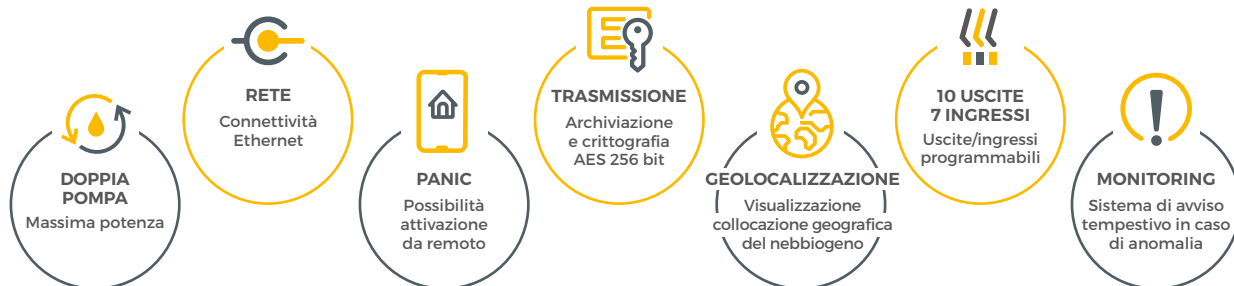 DOPPIA
POMPA
Massima potenza
RETE
Connettività
Ethernet
PANIC
Possibilità
attivazione
da remoto
TRASMISSIONE
Archiviazione
e crittografia
AES 256 bit
GEOLOCALIZZAZIONE
Visualizzazione
collocazione geografica
del nebbiogeno
10 USCITE
7 INGRESSI
Uscite/ingressi
programmabili
MONITORING
Sistema di avviso
tempestivo in caso
di anomalia